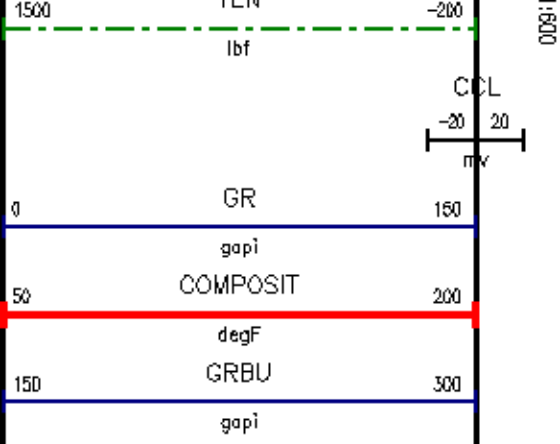 1500 TEN -200
lbf
CCL
-20 20
mv
0 GR 150
gapi
50 COMPOSIT 200
degF
150 GRBU 300
gapi